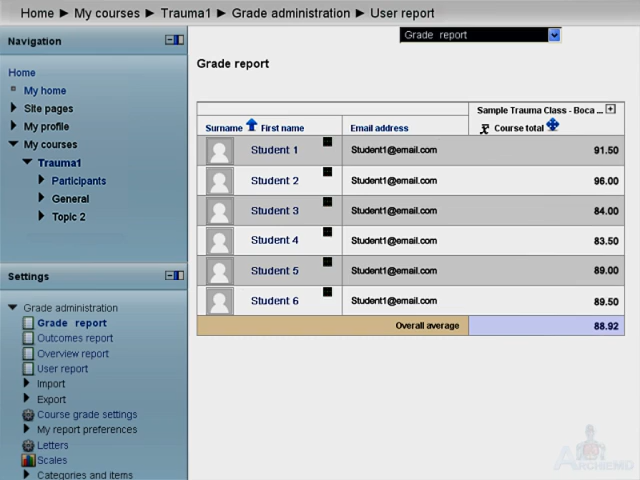 Home ► My courses ► Trauma1 ► Grade administration ► User report
Grade report
Navigation
Home
My home
Site pages
My profile
My courses
Trauma1
Participants
General
Topic 2
Settings
Grade administration
Grade report
Outcomes report
Overview report
User report
Import
Export
Course grade settings
My report preferences
Letters
Scales
Categories and items
Grade report
Sample Trauma Class - Boca ...
Surname First name Email address x̄ Course total
Student 1 Student1@email.com 91.50
Student 2 Student1@email.com 96.00
Student 3 Student1@email.com 84.00
Student 4 Student1@email.com 83.50
Student 5 Student1@email.com 89.00
Student 6 Student1@email.com 89.50
Overall average 88.92
ARCHIEMD